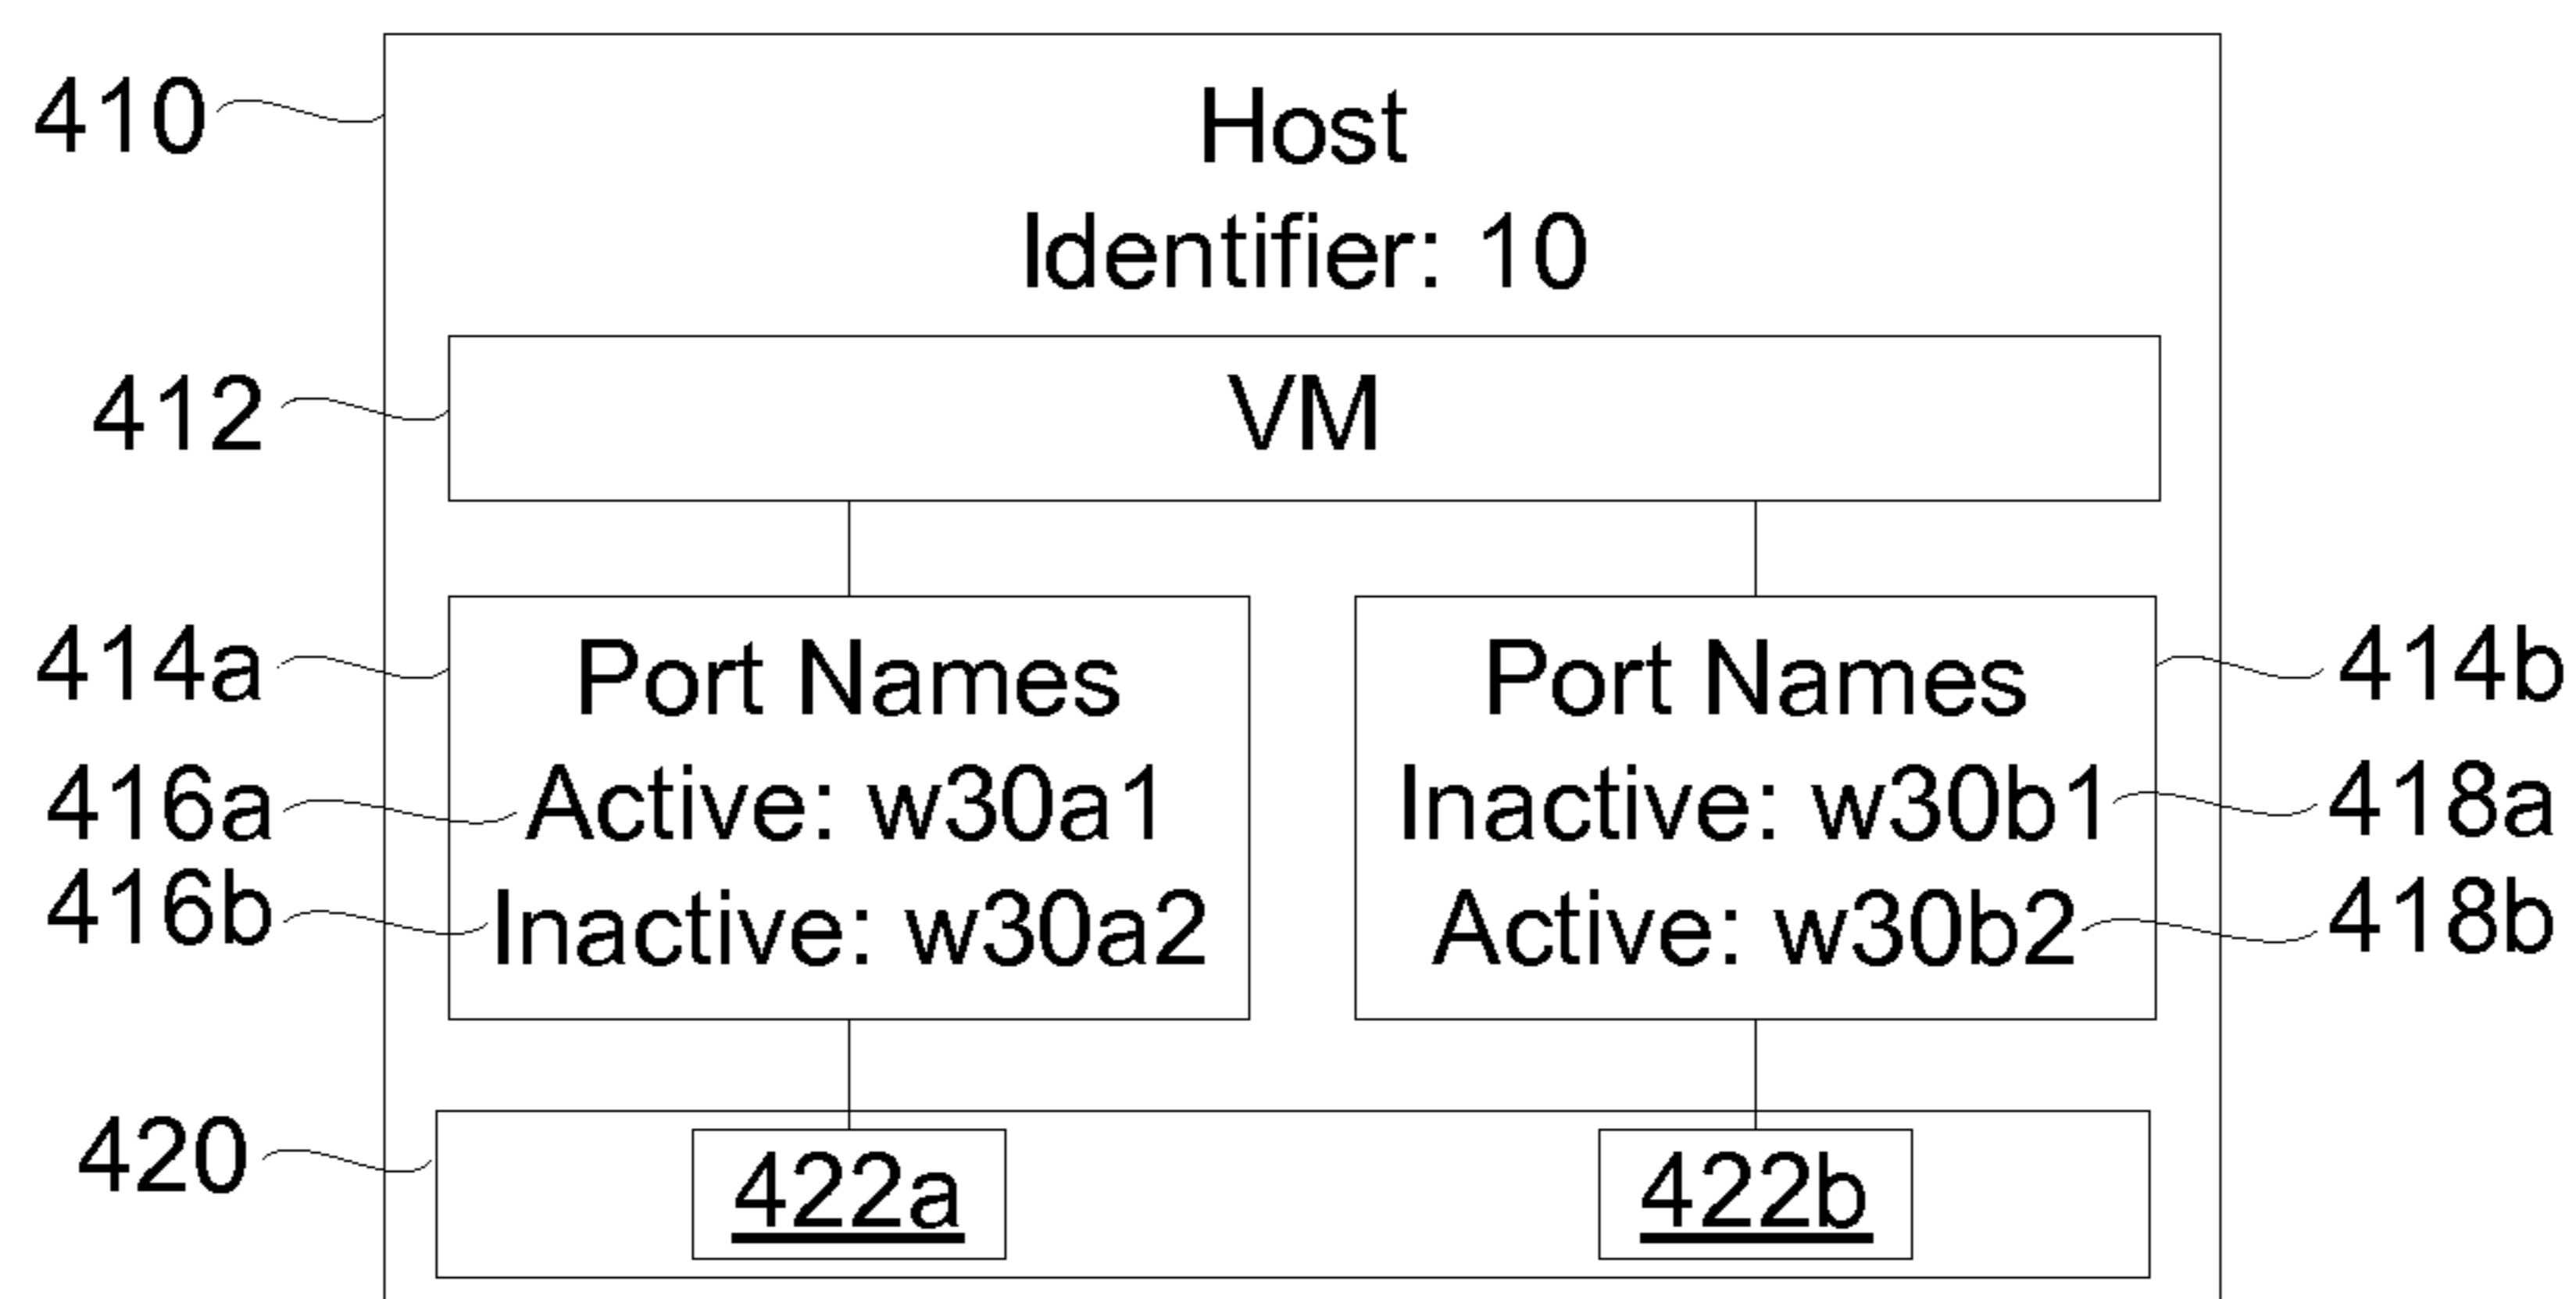 410
Host
Identifier: 10
412
VM
414a
Port Names
Port Names
414b
416a
Active: w30a1
Inactive: w30b1
418a
416b
Inactive: w30a2
Active: w30b2
418b
420
422a
422b